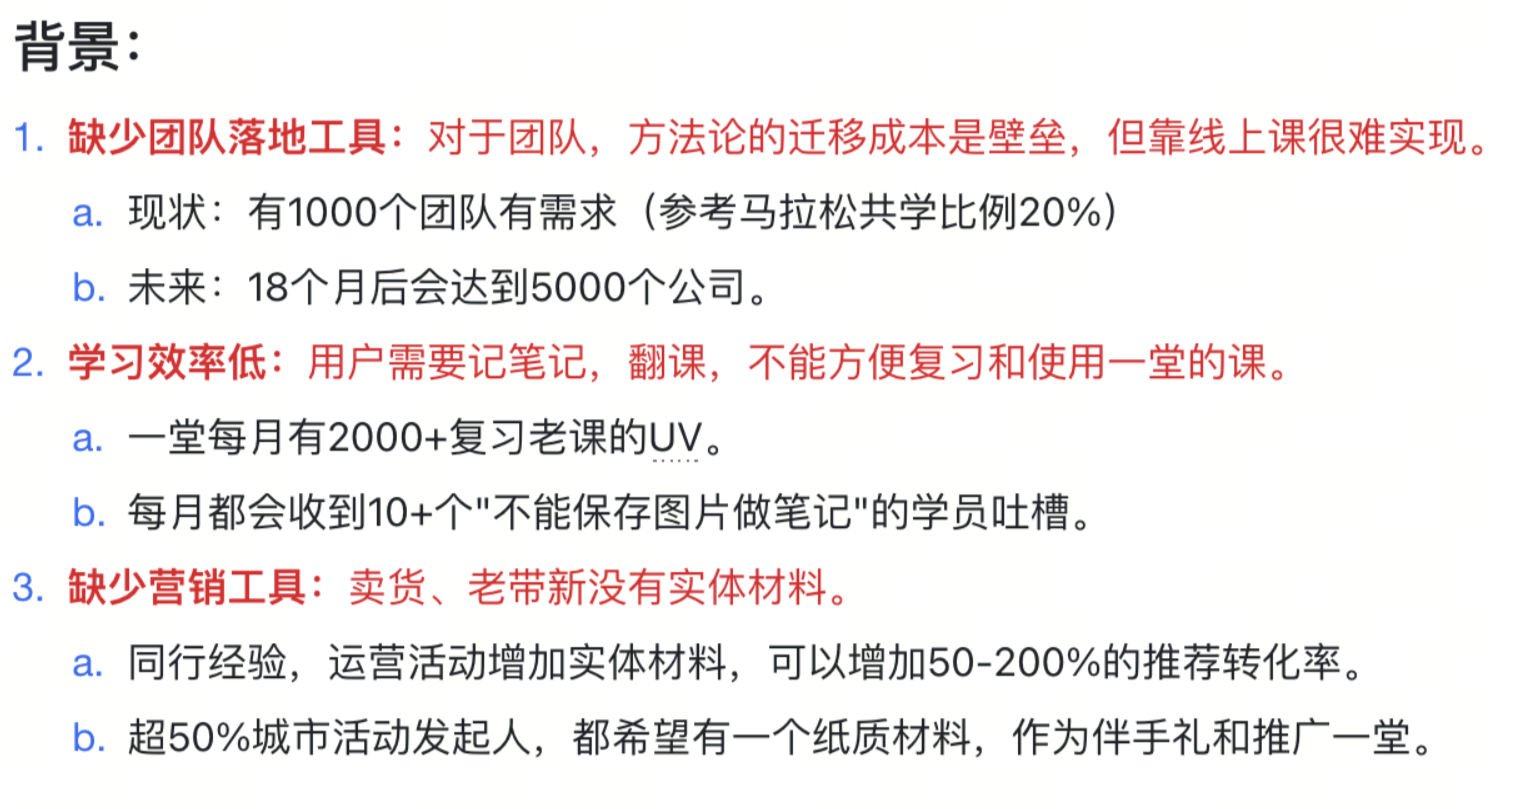 背景：
1. 缺少团队落地工具：对于团队，方法论的迁移成本是壁垒，但靠线上课很难实现。
a. 现状：有1000个团队有需求（参考马拉松共学比例20%）
b. 未来：18个月后会达到5000个公司。
2. 学习效率低：用户需要记笔记，翻课，不能方便复习和使用一堂的课。
a. 一堂每月有2000+复习老课的UV。
b. 每月都会收到10+个"不能保存图片做笔记"的学员吐槽。
3. 缺少营销工具：卖货、老带新没有实体材料。
a. 同行经验，运营活动增加实体材料，可以增加50-200%的推荐转化率。
b. 超50%城市活动发起人，都希望有一个纸质材料，作为伴手礼和推广一堂。